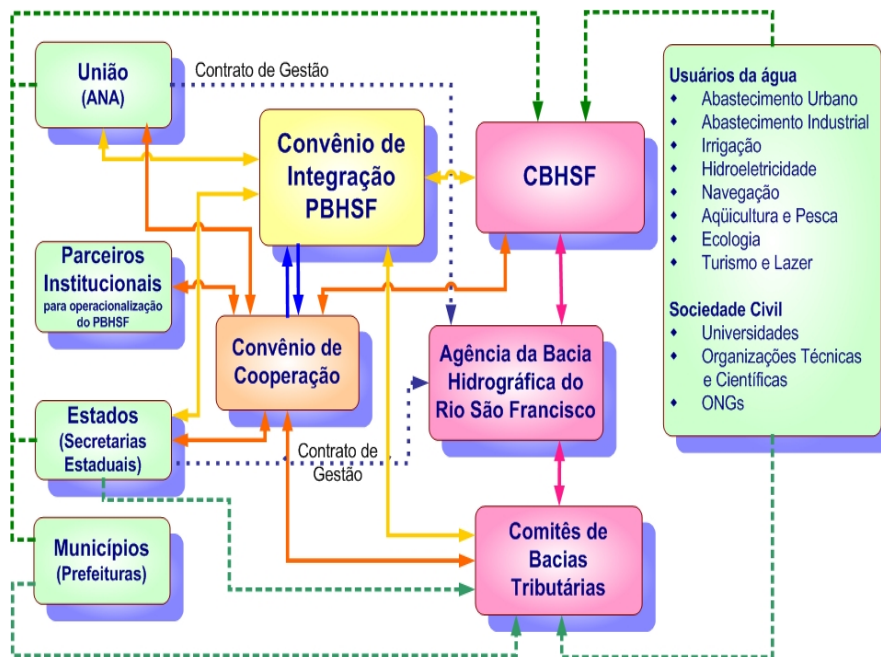 União
(ANA)
Contrato de Gestão
Convênio de
Integração
PBHSF
CBHSF
Usuários da água
Abastecimento Urbano
Abastecimento Industrial
Irrigação
Hidroeletricidade
Navegação
Aqüicultura e Pesca
Ecologia
Turismo e Lazer
Sociedade Civil
Universidades
Organizações Técnicas
e Científicas
ONGs
Parceiros
Institucionais
para operacionalização
do PBHSF
Convênio de
Cooperação
Agência da Bacia
Hidrográfica do
Rio São Francisco
Estados
(Secretarias
Estaduais)
Contrato de
Gestão
Municípios
(Prefeituras)
Comitês de
Bacias
Tributárias